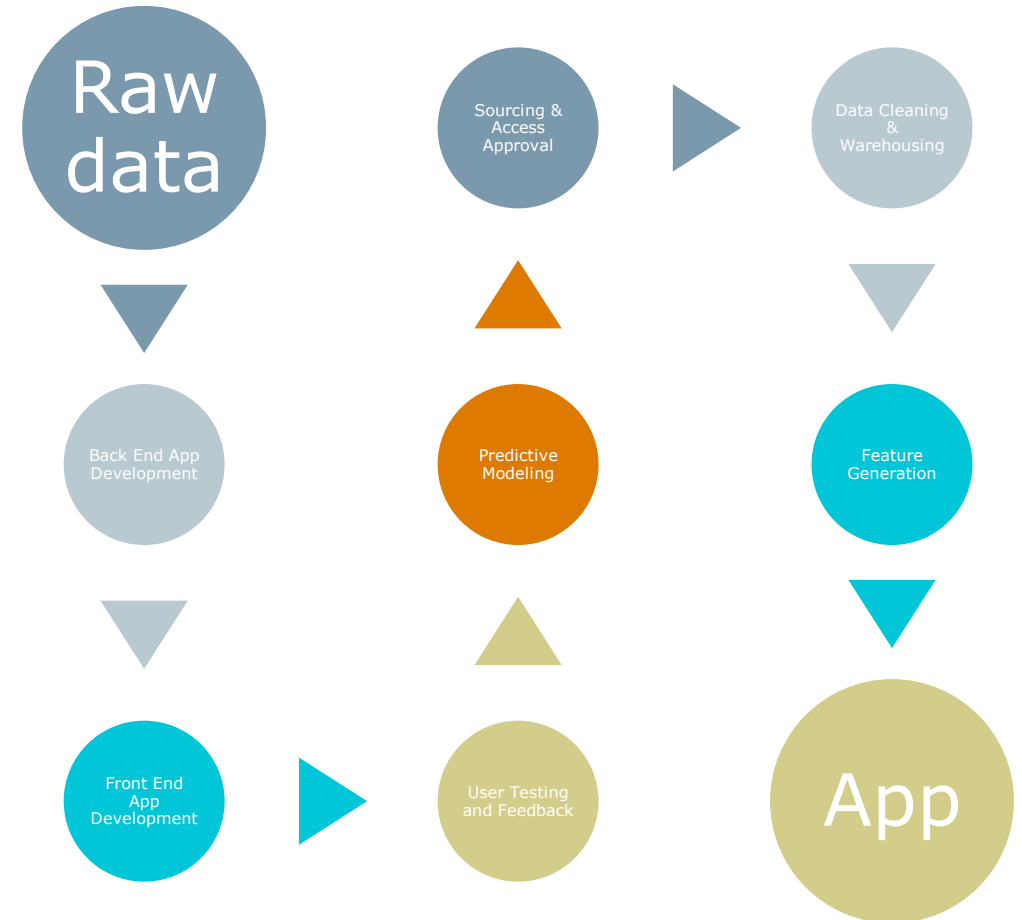 Raw
data
Back End App
Development
Front End
App
Development
User Testing
and Feedback
Predictive
Modeling
Sourcing &
Access
Approval
Data Cleaning
&
Warehousing
Feature
Generation
App